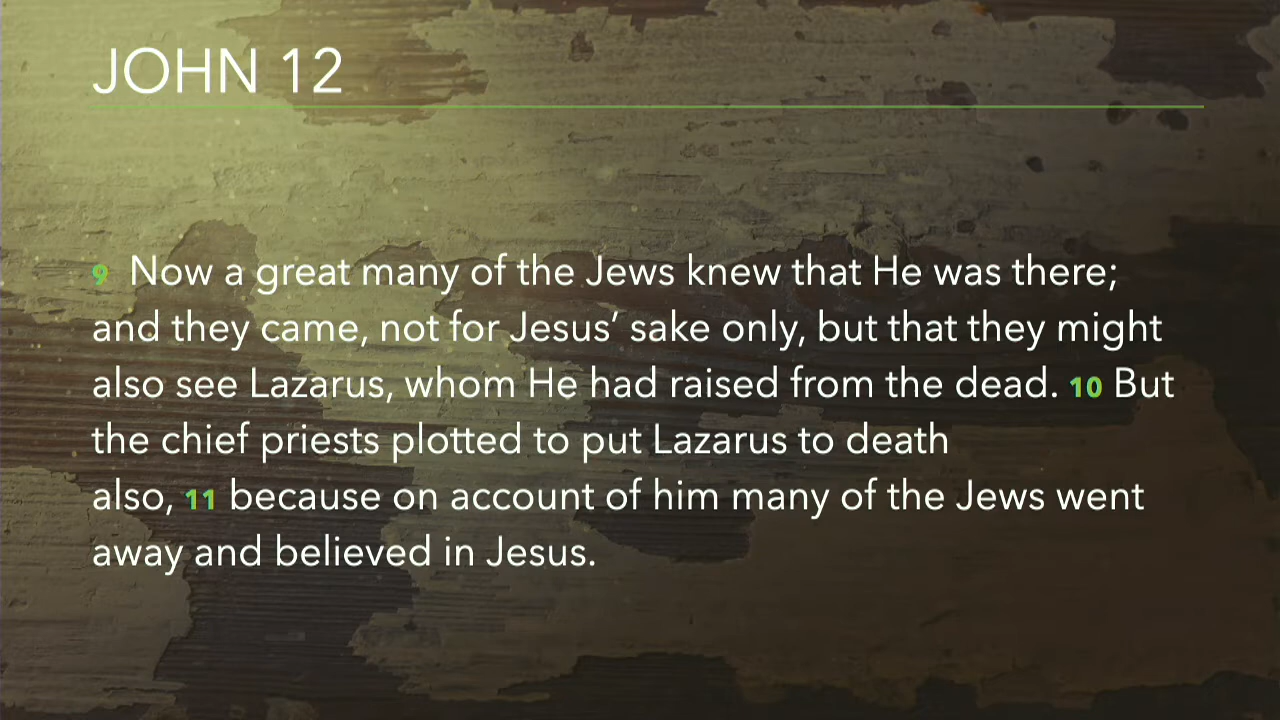 JOHN 12
9 Now a great many of the Jews knew that He was there;
and they came, not for Jesus’ sake only, but that they might
also see Lazarus, whom He had raised from the dead. 10 But
the chief priests plotted to put Lazarus to death
also, 11 because on account of him many of the Jews went
away and believed in Jesus.